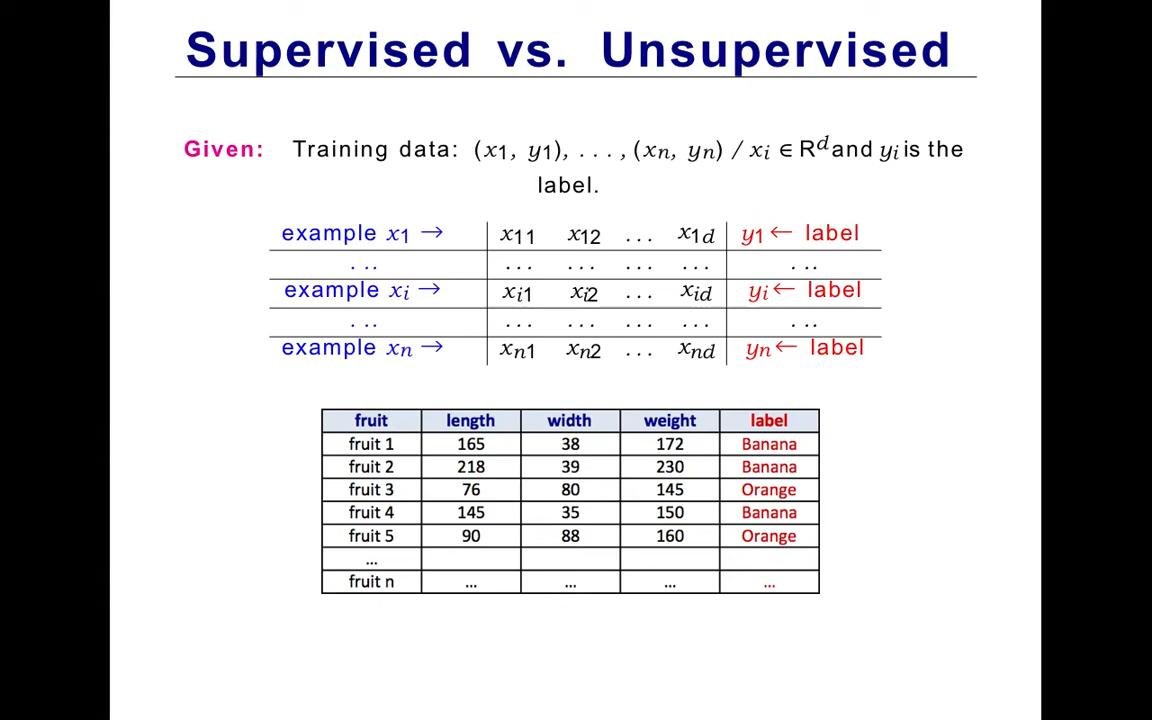 Supervised vs. Unsupervised
Given: Training data: (x1, y1), . . . , (xn, yn) / xi ∈ Rd and yi is the
label.
example x1 → x11 x12 . . . x1d y1 ← label
. . . . . . . . . . . . . . . . . .
example xi → xi1 xi2 . . . xid yi ← label
. . . . . . . . . . . . . . . . . .
example xn → xn1 xn2 . . . xnd yn ← label
fruit length width weight label
fruit 1 165 38 172 Banana
fruit 2 218 39 230 Banana
fruit 3 76 80 145 Orange
fruit 4 145 35 150 Banana
fruit 5 90 88 160 Orange
...
fruit n ... ... ... ...